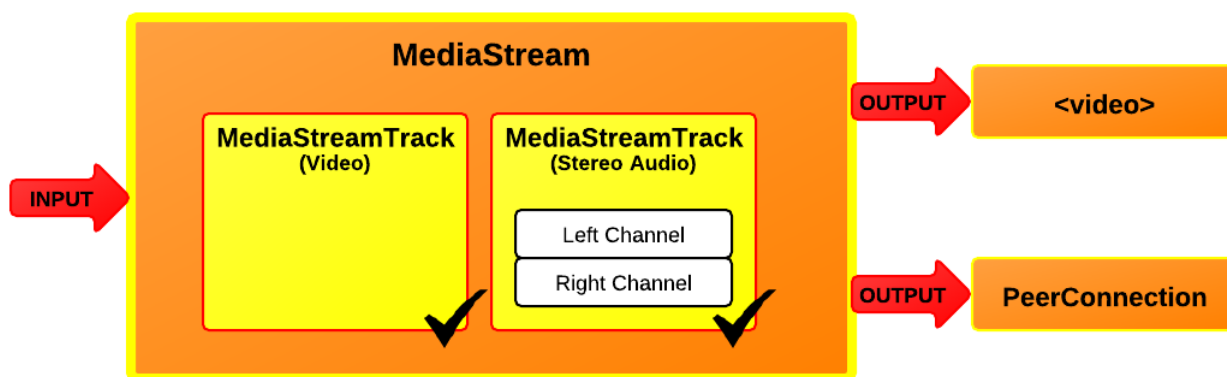 MediaStream
MediaStreamTrack
(Video)
MediaStreamTrack
(Stereo Audio)
Left Channel
Right Channel
INPUT
OUTPUT
<video>
OUTPUT
PeerConnection